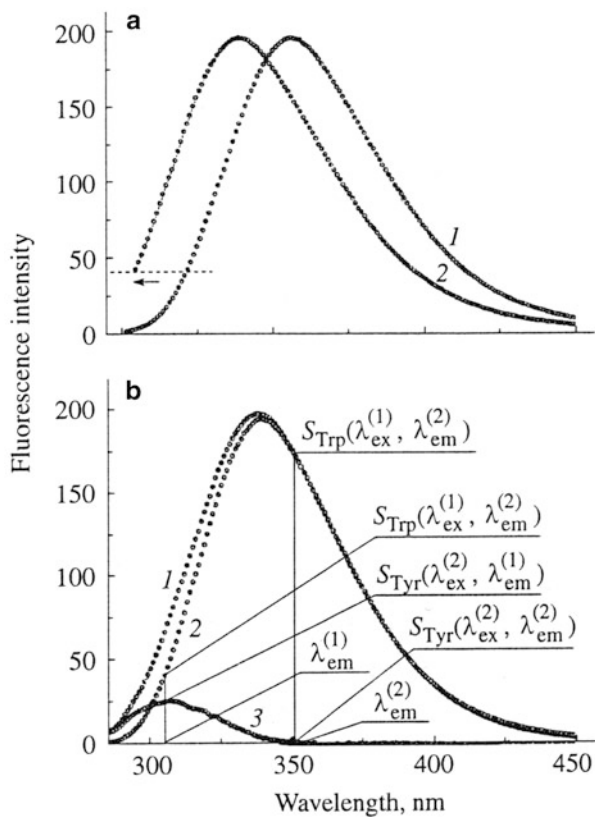 a
200
150
100
50
0
1
2
Fluorescence intensity
b
200
150
100
50
0
1
2
3
S_Trp(λ_ex^(1), λ_em^(2))
S_Trp(λ_ex^(1), λ_em^(2))
S_Tyr(λ_ex^(2), λ_em^(1))
S_Tyr(λ_ex^(2), λ_em^(2))
λ_em^(1)
λ_em^(2)
300 350 400 450
Wavelength, nm